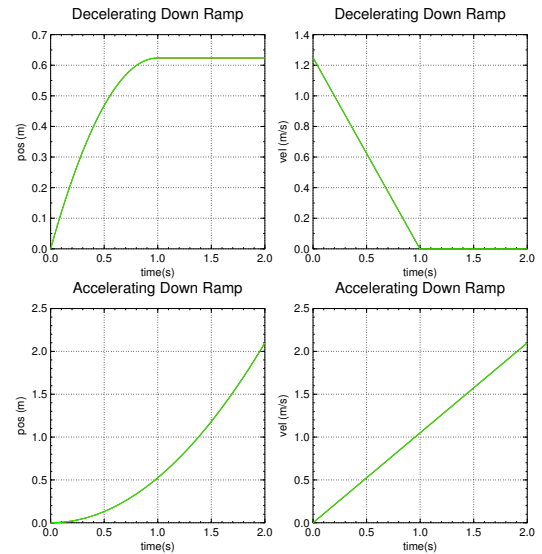 Decelerating Down Ramp
0.7
0.6
0.5
0.4
0.3
0.2
0.1
0.0
pos (m)
0.0 0.5 1.0 1.5 2.0
time(s)
Decelerating Down Ramp
1.4
1.2
1.0
0.8
0.6
0.4
0.2
0.0
vel (m/s)
0.0 0.5 1.0 1.5 2.0
time(s)
Accelerating Down Ramp
2.5
2.0
1.5
1.0
0.5
0.0
pos (m)
0.0 0.5 1.0 1.5 2.0
time(s)
Accelerating Down Ramp
2.5
2.0
1.5
1.0
0.5
0.0
vel (m/s)
0.0 0.5 1.0 1.5 2.0
time(s)